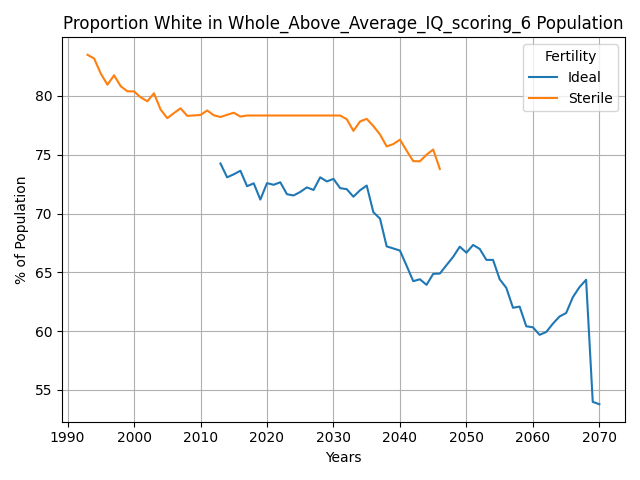 Proportion White in Whole_Above_Average_IQ_scoring_6 Population
Fertility
Ideal
Sterile
% of Population
80
75
70
65
60
55
1990
2000
2010
2020
2030
2040
2050
2060
2070
Years